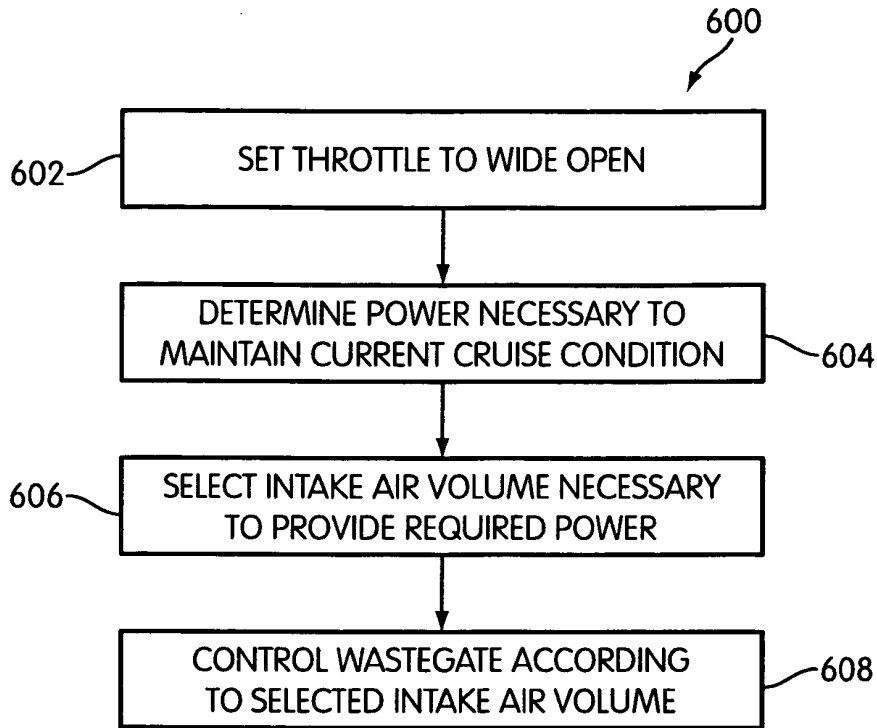 600
602
SET THROTTLE TO WIDE OPEN
DETERMINE POWER NECESSARY TO
MAINTAIN CURRENT CRUISE CONDITION
604
606
SELECT INTAKE AIR VOLUME NECESSARY
TO PROVIDE REQUIRED POWER
CONTROL WASTEGATE ACCORDING
TO SELECTED INTAKE AIR VOLUME
608